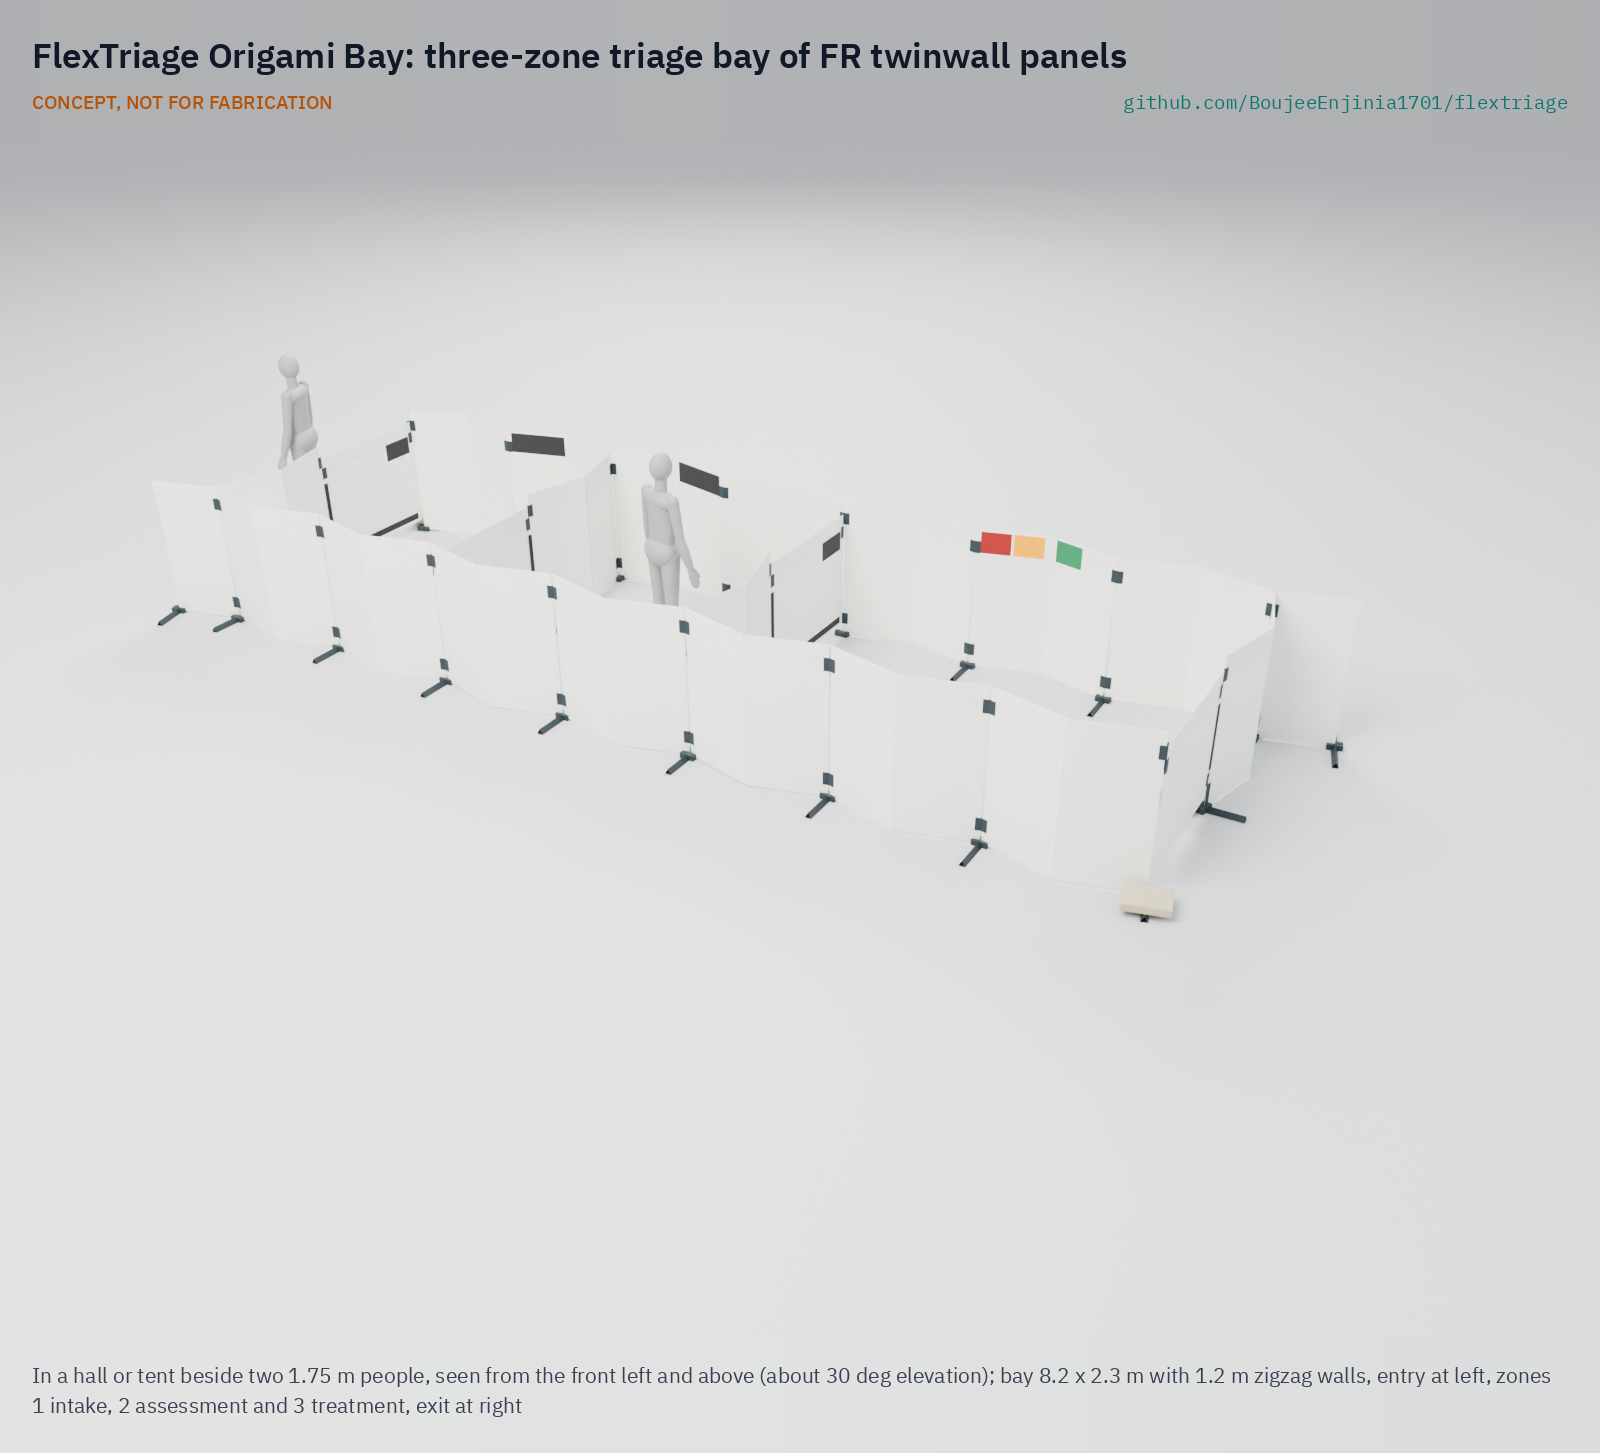 FlexTriage Origami Bay: three-zone triage bay of FR twinwall panels
CONCEPT, NOT FOR FABRICATION
github.com/BoujeeEnjinia1701/flextriage
In a hall or tent beside two 1.75 m people, seen from the front left and above (about 30 deg elevation); bay 8.2 x 2.3 m with 1.2 m zigzag walls, entry at left, zones
1 intake, 2 assessment and 3 treatment, exit at right